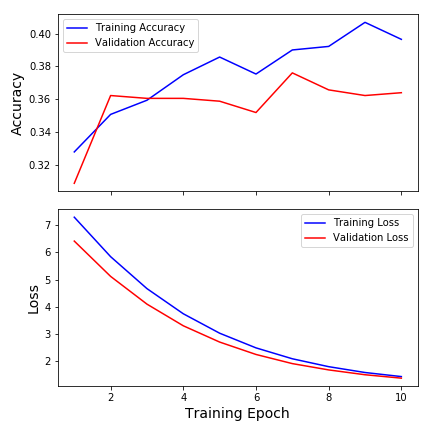 Training Accuracy
Validation Accuracy
0.40
0.38
0.36
0.34
0.32
Accuracy
Training Loss
Validation Loss
7
6
5
4
3
2
Loss
2 4 6 8 10
Training Epoch